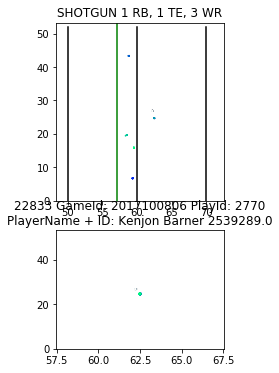 SHOTGUN 1 RB, 1 TE, 3 WR
50
40
30
20
10
0
50 55 60 65 70
22833 GameId: 2017100806 PlayId: 2770
PlayerName + ID: Kenjon Barner 2539289.0
40
20
0
57.5 60.0 62.5 65.0 67.5